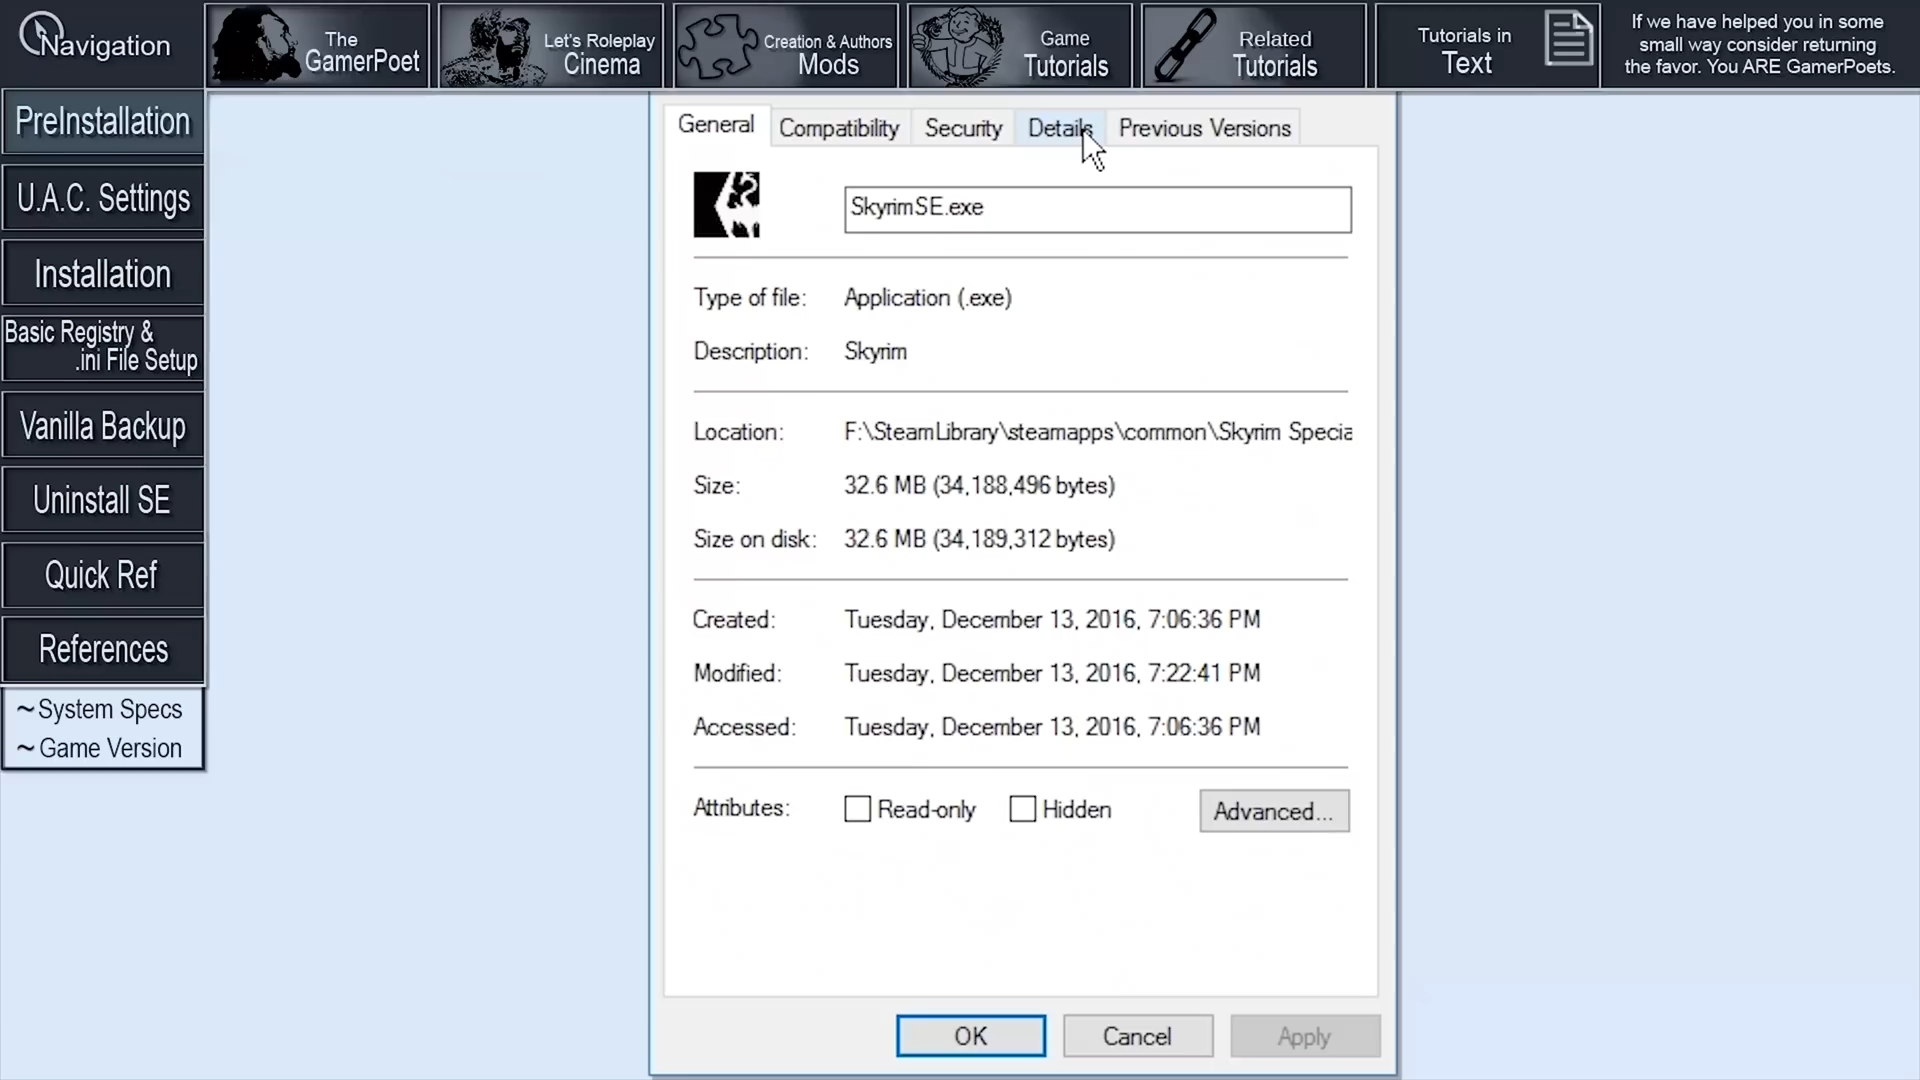 Navigation
The
GamerPoet
Let's Roleplay
Cinema
Creation & Authors
Mods
Game
Tutorials
Related
Tutorials
Tutorials in
Text
If we have helped you in some
small way consider returning
the favor. You ARE GamerPoets.
PreInstallation
U.A.C. Settings
Installation
Basic Registry &
.ini File Setup
Vanilla Backup
Uninstall SE
Quick Ref
References
~System Specs
~Game Version
General Compatibility Security Details Previous Versions
SkyrimSE.exe
Type of file: Application (.exe)
Description: Skyrim
Location: F:\SteamLibrary\steamapps\common\Skyrim Specia
Size: 32.6 MB (34,188,496 bytes)
Size on disk: 32.6 MB (34,189,312 bytes)
Created: Tuesday, December 13, 2016, 7:06:36 PM
Modified: Tuesday, December 13, 2016, 7:22:41 PM
Accessed: Tuesday, December 13, 2016, 7:06:36 PM
Attributes: Read-only Hidden Advanced...
OK Cancel Apply